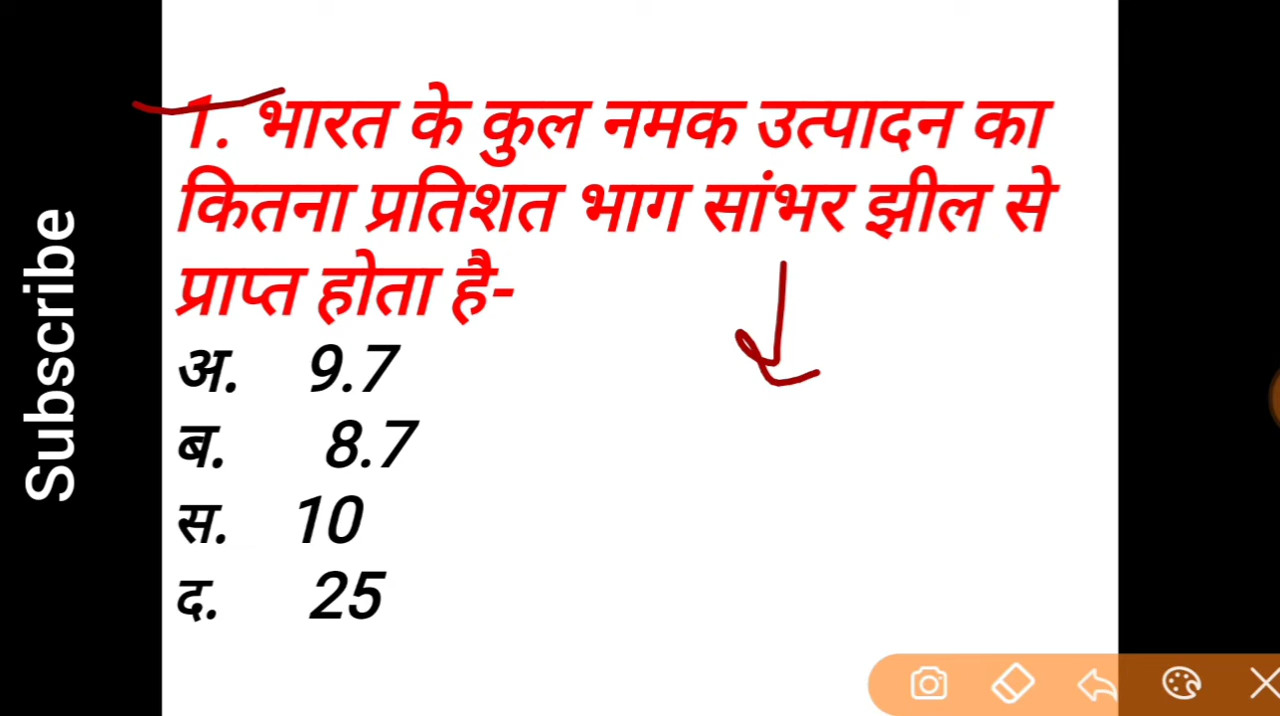 Subscribe
1. भारत के कुल नमक उत्पादन का
कितना प्रतिशत भाग सांभर झील से
प्राप्त होता है-
अ. 9.7
ब. 8.7
स. 10
द. 25